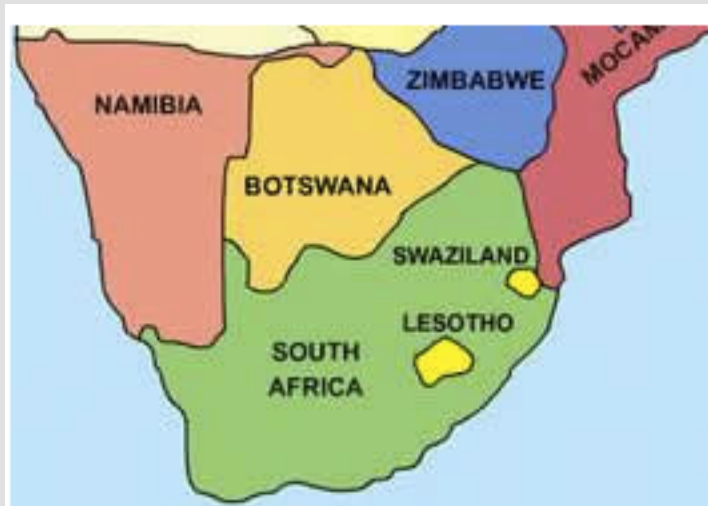 NAMIBIA
ZIMBABWE
BOTSWANA
SWAZILAND
LESOTHO
SOUTH
AFRICA